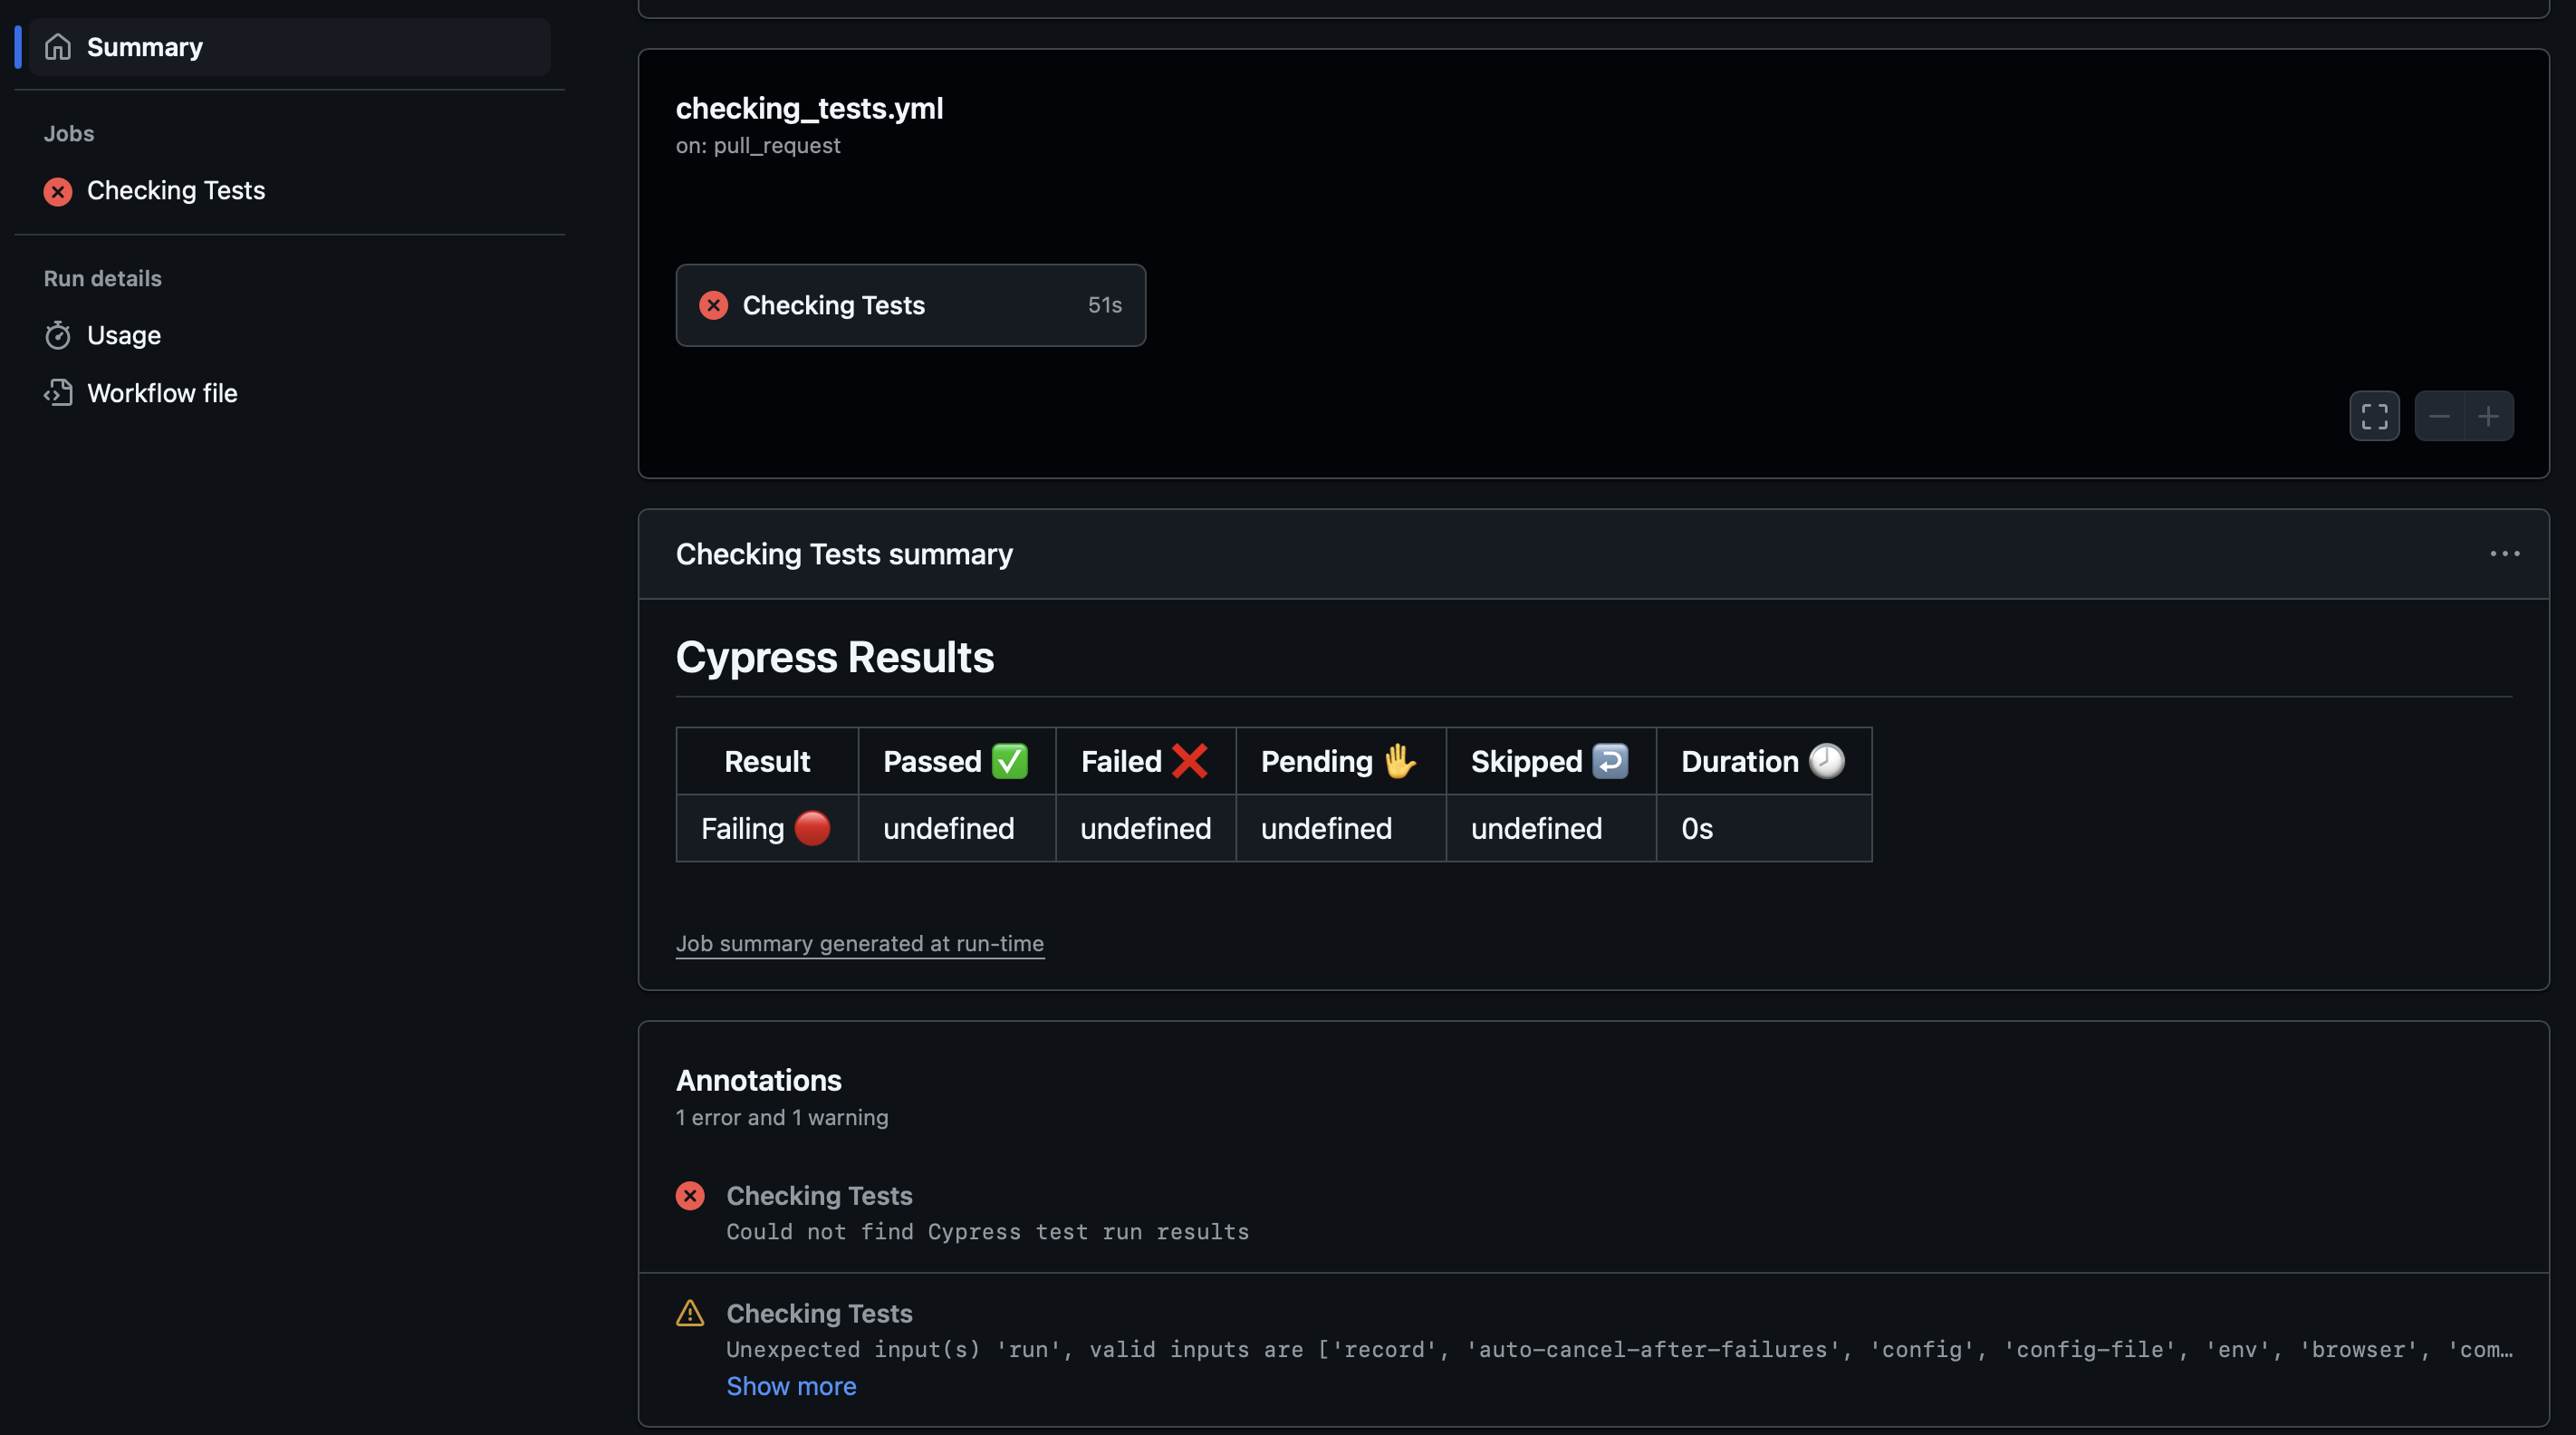 Summary
Jobs
Checking Tests
Run details
Usage
Workflow file
checking_tests.yml
on: pull_request
Checking Tests 51s
Checking Tests summary
Cypress Results
Result Passed ✅ Failed ❌ Pending ✋ Skipped ↩️ Duration 🕗
Failing 🔴 undefined undefined undefined undefined 0s
Job summary generated at run-time
Annotations
1 error and 1 warning
Checking Tests
Could not find Cypress test run results
Checking Tests
Unexpected input(s) 'run', valid inputs are ['record', 'auto-cancel-after-failures', 'config', 'config-file', 'env', 'browser', 'com…
Show more